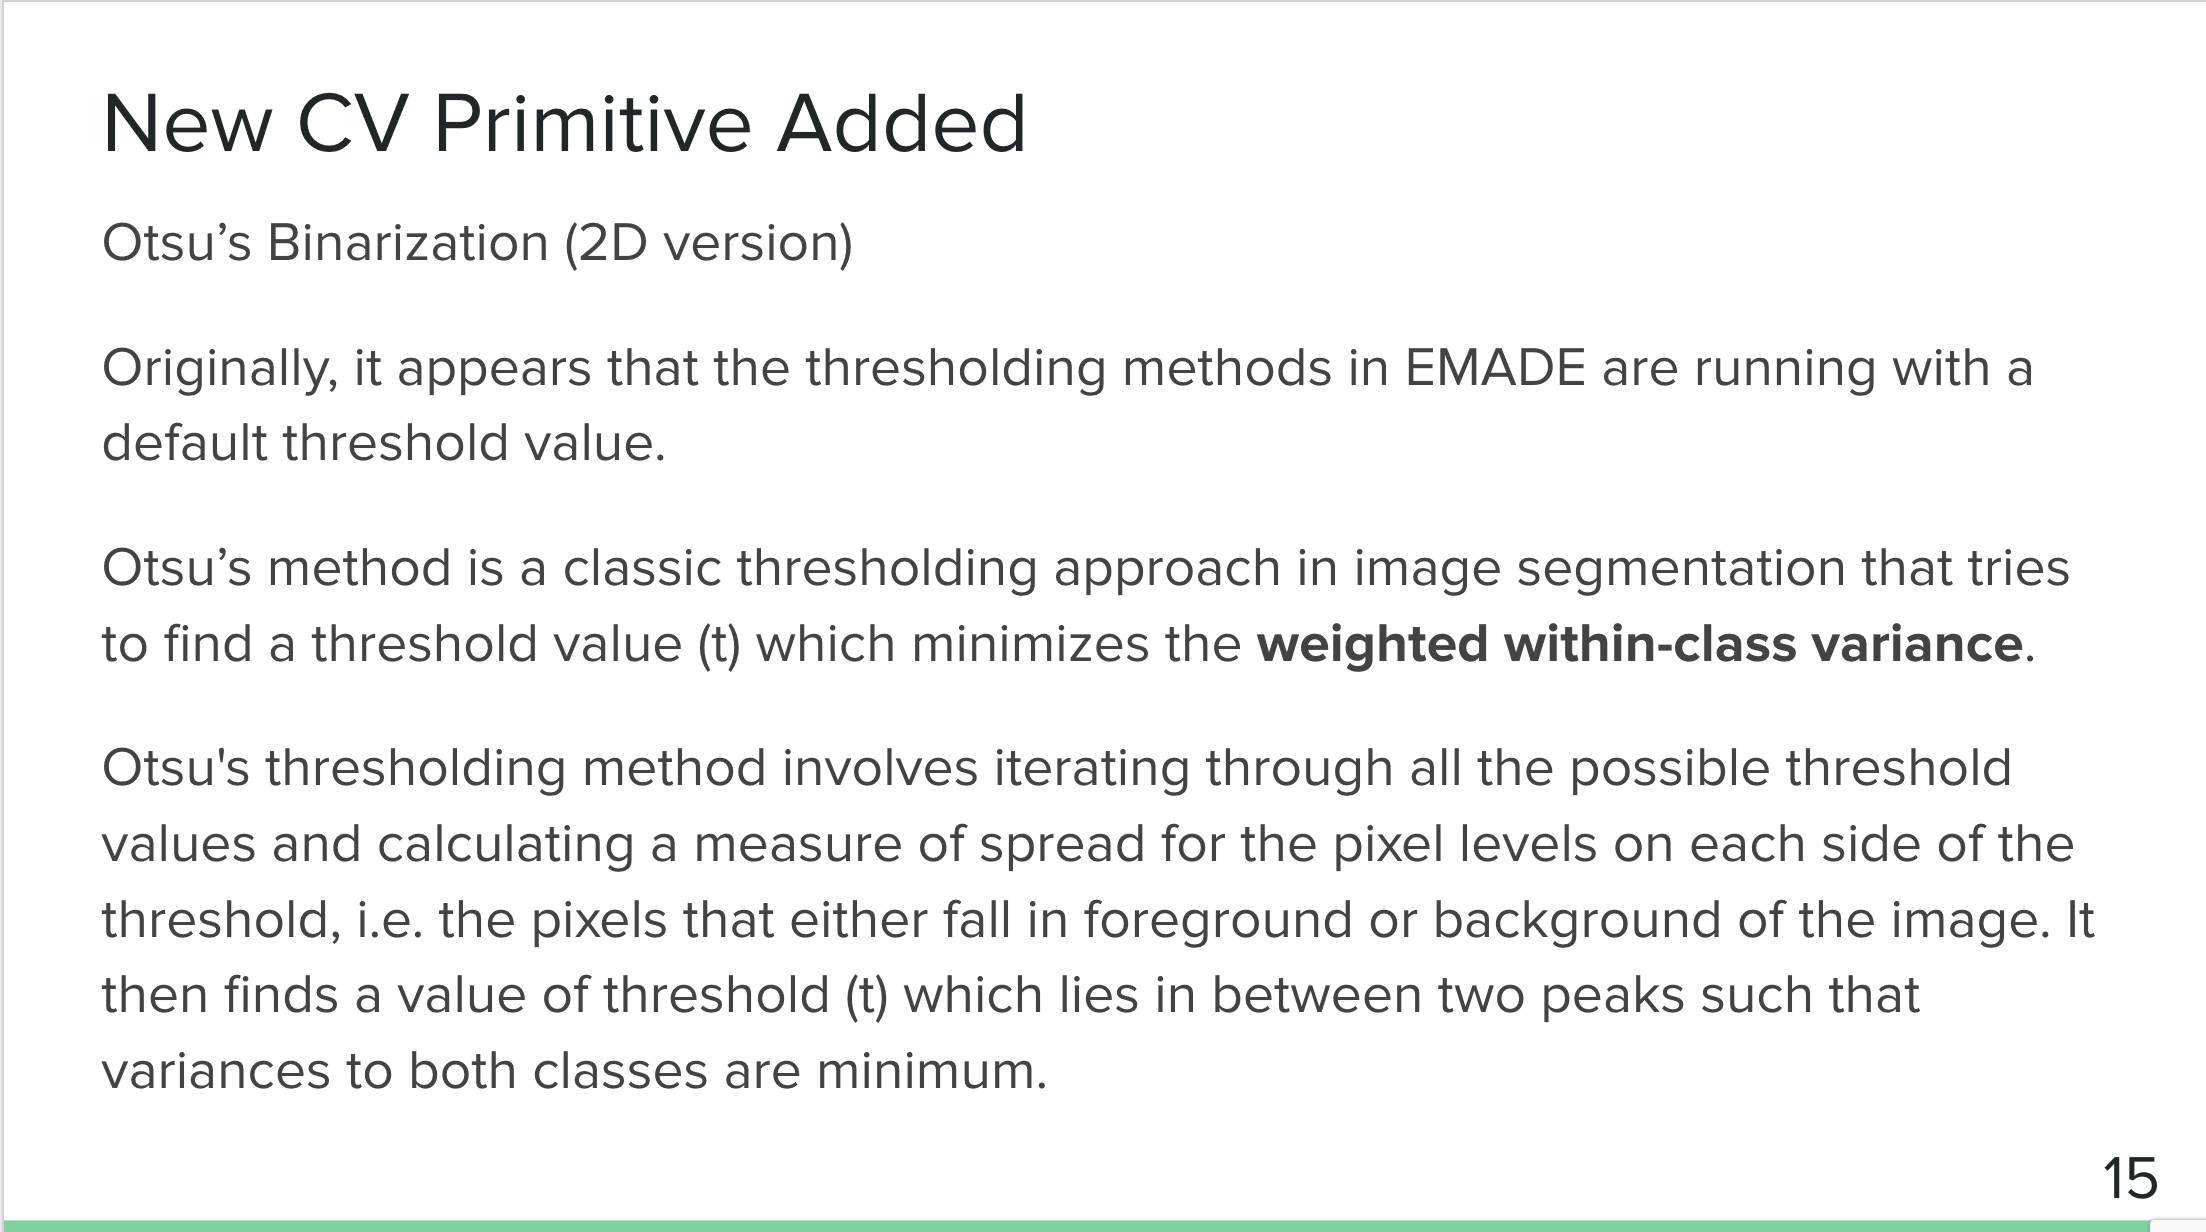 New CV Primitive Added
Otsu’s Binarization (2D version)
Originally, it appears that the thresholding methods in EMADE are running with a
default threshold value.
Otsu’s method is a classic thresholding approach in image segmentation that tries
to find a threshold value (t) which minimizes the weighted within-class variance.
Otsu's thresholding method involves iterating through all the possible threshold
values and calculating a measure of spread for the pixel levels on each side of the
threshold, i.e. the pixels that either fall in foreground or background of the image. It
then finds a value of threshold (t) which lies in between two peaks such that
variances to both classes are minimum.
15